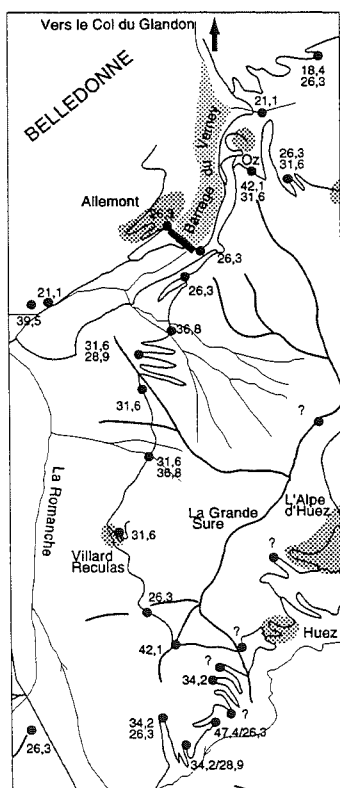 Vers le Col du Glandon
BELLEDONNE
18,4
26,3
21,1
Barrage du Verney
Oz
26,3
31,6
42,1
31,6
Allemont
26,3
26,3
26,3
21,1
39,5
36,8
31,6
28,9
31,6
?
31,6
36,8
La Romanche
La Grande
Sure
L'Alpe
d'Huez
31,6
Villard
Reculas
?
26,3
42,1
?
Huez
?
34,2
?
34,2
26,3
47,4/26,3
26,3
34,2/28,9